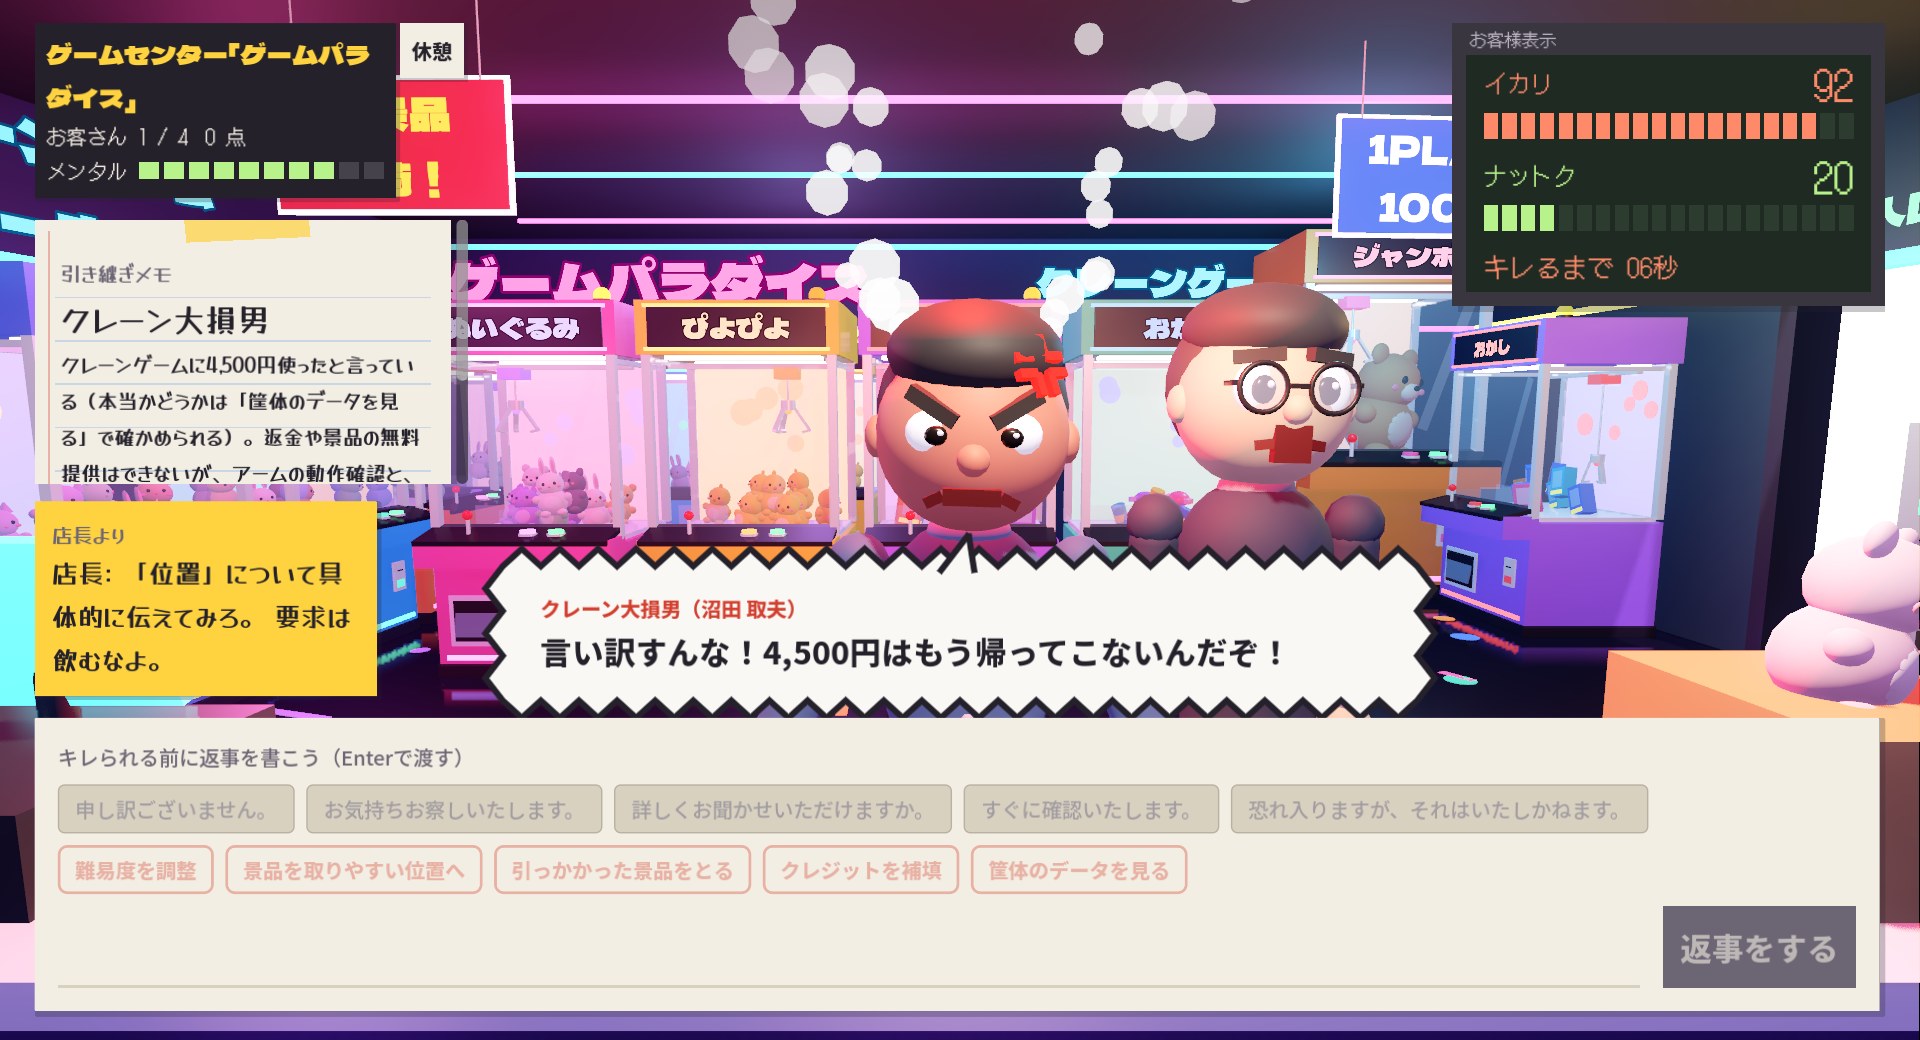 ゲームセンター「ゲームパラ
ダイス」
お客さん 1/4 0点
メンタル
休憩
品
！
1PL
100
お客様表示
イカリ 92
ナットク 20
キレるまで 06秒
引き継ぎメモ
クレーン大損男
クレーンゲームに4,500円使ったと言ってい
る（本当かどうかは「筐体のデータを見
る」で確かめられる）。返金や景品の無料
提供はできないが、アームの動作確認と、
ゲームパラダイス
クレーンゲー
ジャンボ
ぬいぐるみ
ぴよぴよ
おか
おかし
店長より
店長: 「位置」について具
体的に伝えてみろ。 要求は
飲むなよ。
クレーン大損男（沼田 取夫）
言い訳すんな！4,500円はもう帰ってこないんだぞ！
キレられる前に返事を書こう（Enterで渡す）
申し訳ございません。
お気持ちお察しいたします。
詳しくお聞かせいただけますか。
すぐに確認いたします。
恐れ入りますが、それはいたしかねます。
難易度を調整
景品を取りやすい位置へ
引っかかった景品をとる
クレジットを補填
筐体のデータを見る
返事をする